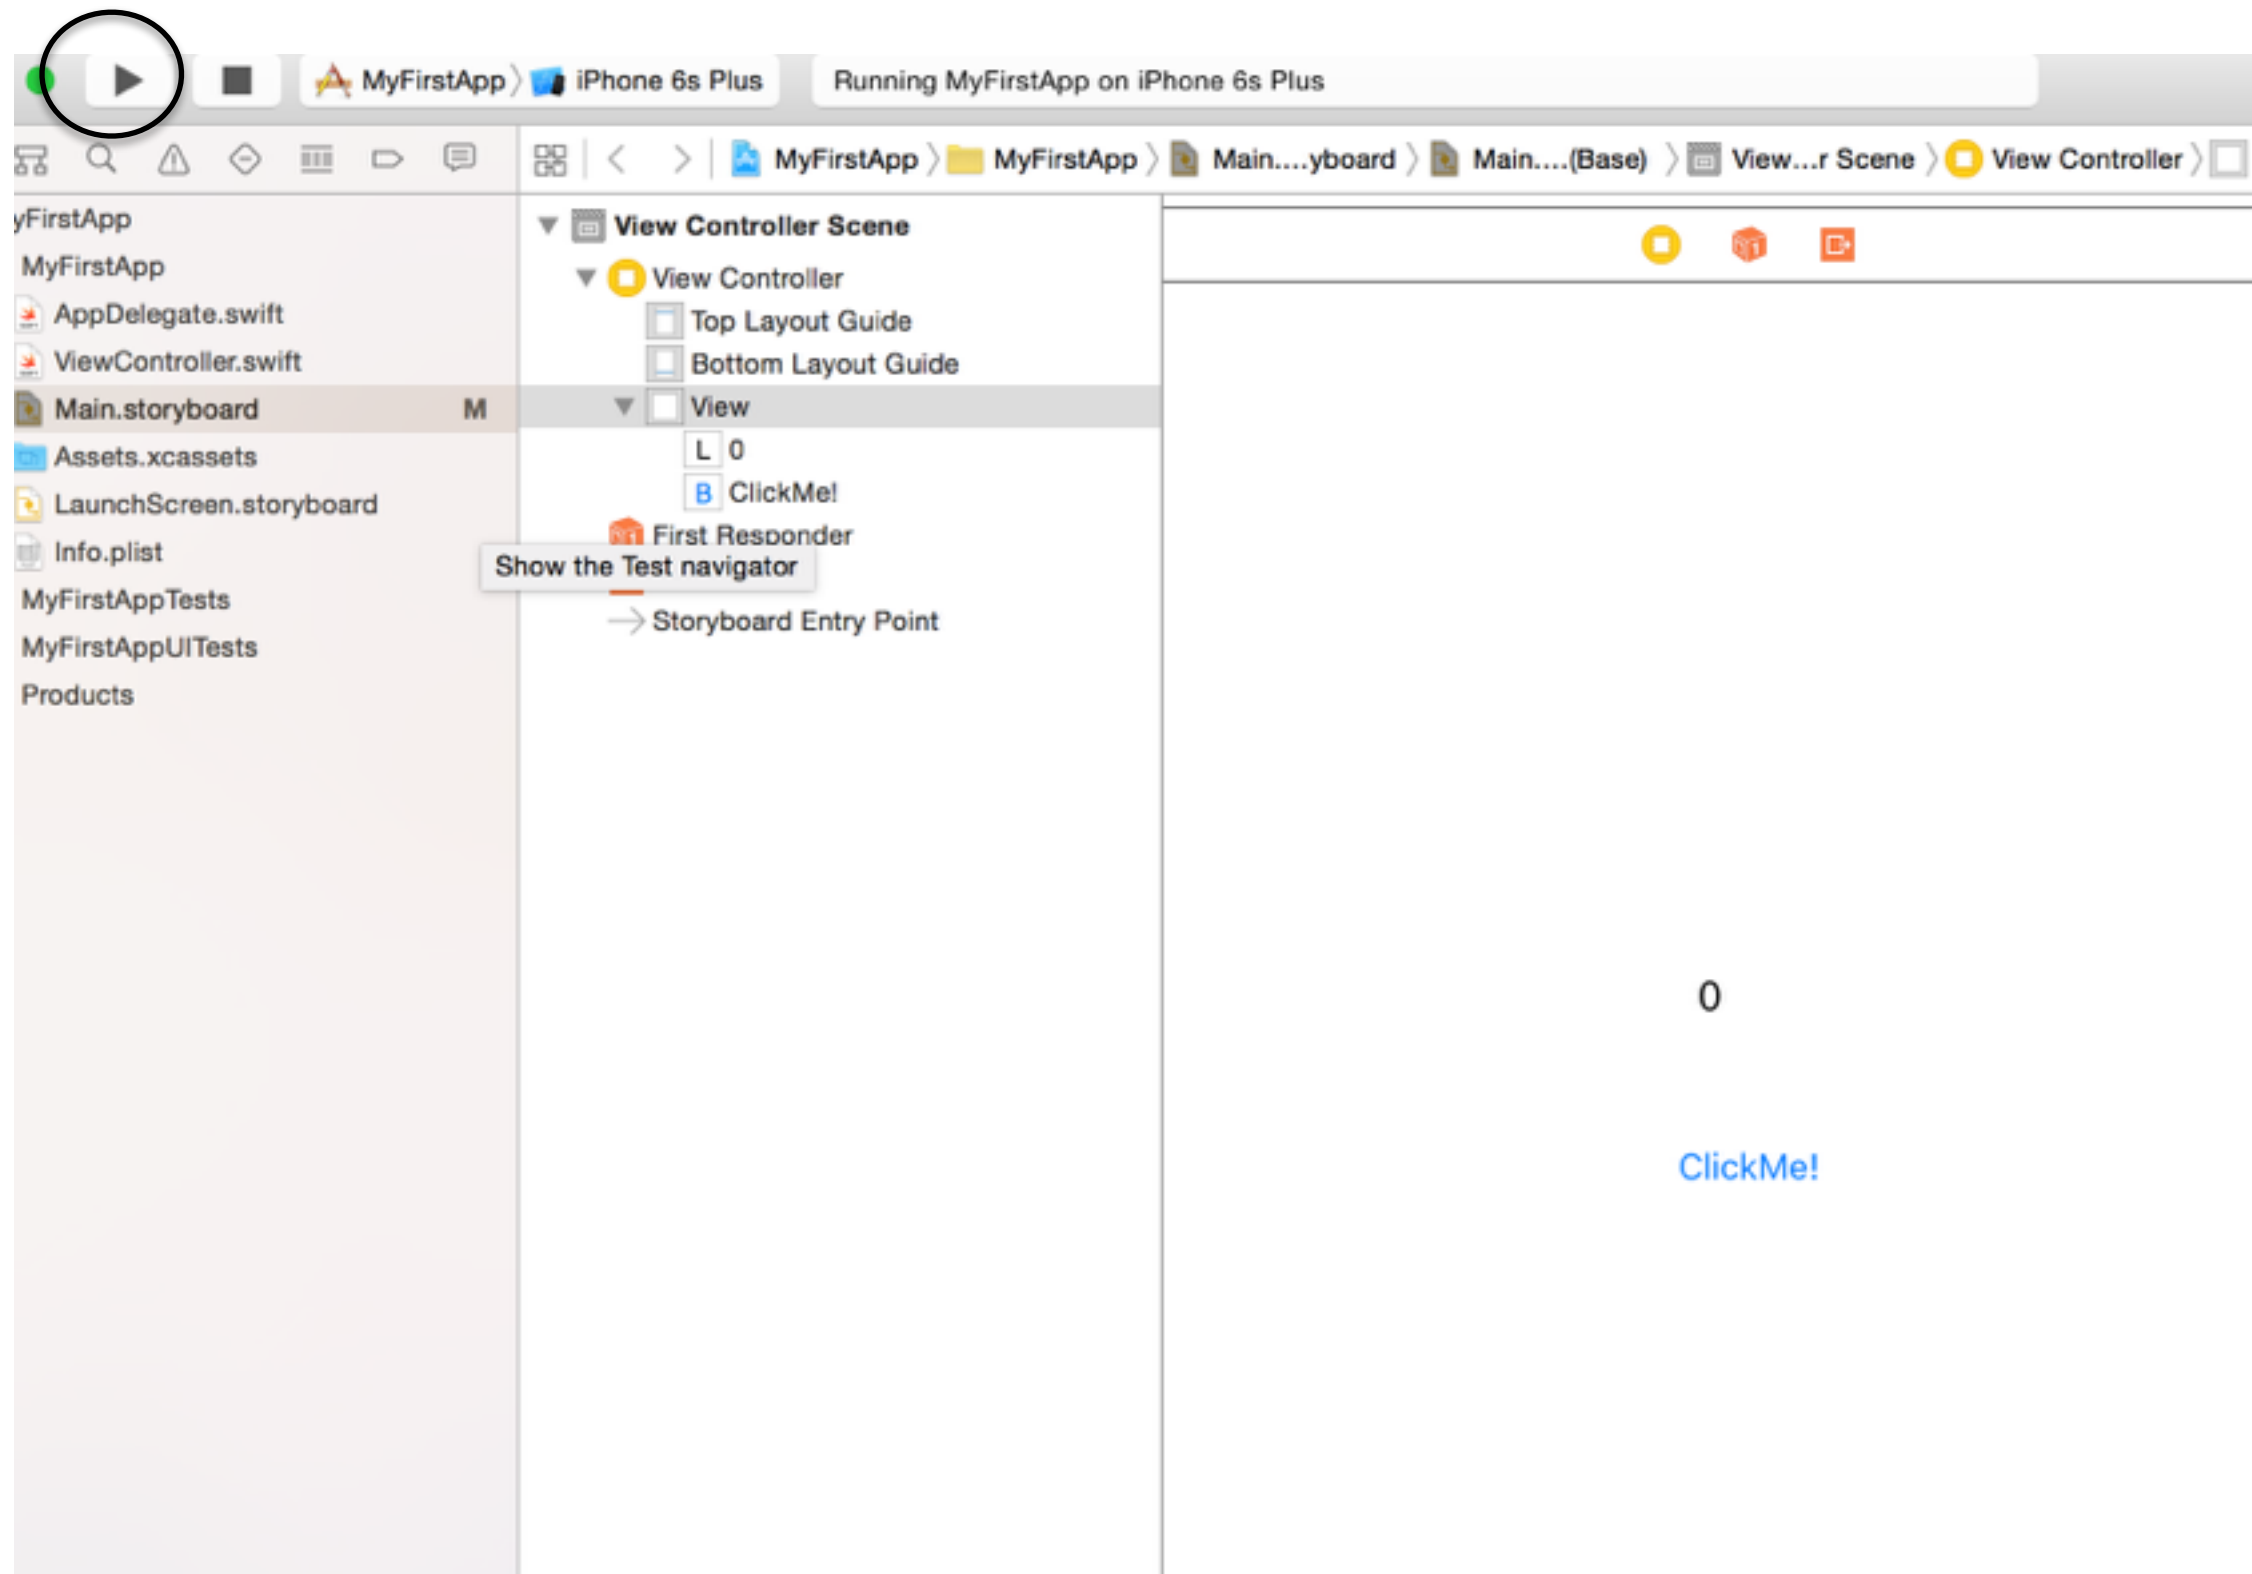 MyFirstApp iPhone 6s Plus Running MyFirstApp on iPhone 6s Plus
MyFirstApp MyFirstApp Main....yboard Main....(Base) View...r Scene View Controller
yFirstApp
MyFirstApp
AppDelegate.swift
ViewController.swift
Main.storyboard M
Assets.xcassets
LaunchScreen.storyboard
Info.plist
MyFirstAppTests
MyFirstAppUITests
Products
View Controller Scene
View Controller
Top Layout Guide
Bottom Layout Guide
View
L 0
B ClickMe!
First Responder
Show the Test navigator
Storyboard Entry Point
0
ClickMe!